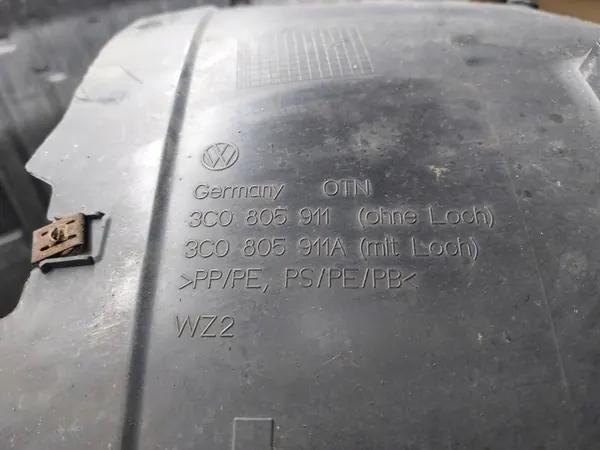 Germany OTN
3C0 805 911 (ohne Loch)
3C0 805 911A (mit Loch)
>PP/PE, PS/PE/PB<
WZ2